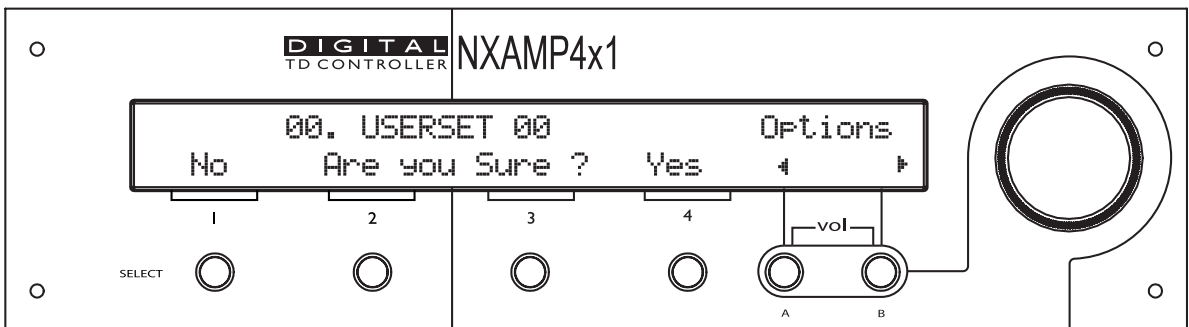 DIGITAL
TD CONTROLLER
NXAMP4x1
00. USERSET 00 Options
No Are you Sure ? Yes
1 2 3 4
vol
SELECT
A B